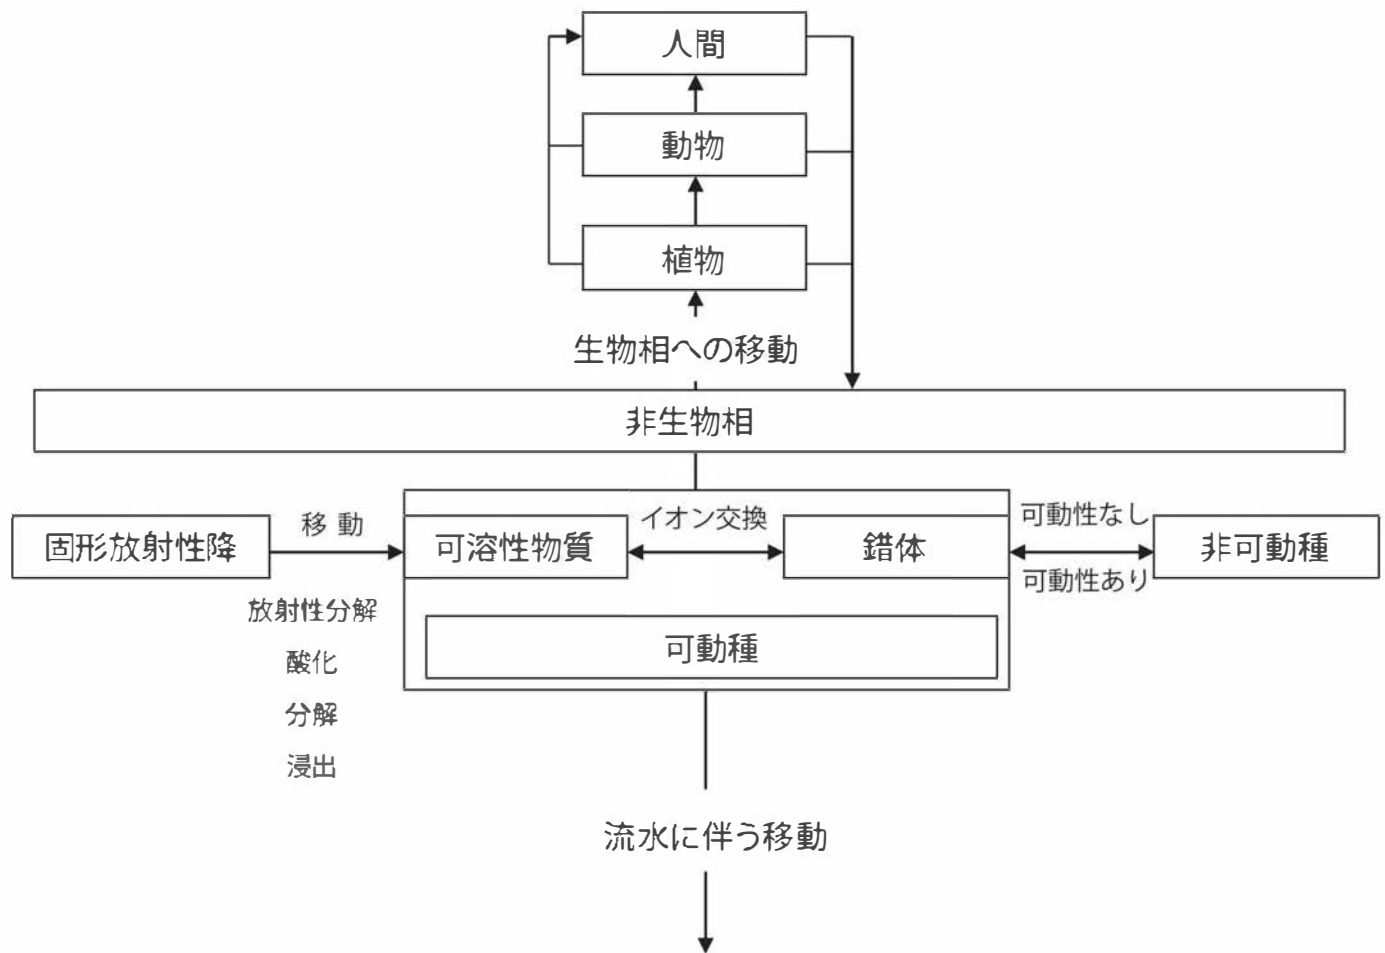 人間
動物
植物
生物相への移動
非生物相
固形放射性降
移 動
可溶性物質
イオン交換
錯体
可動性なし
可動性あり
非可動種
放射性分解
酸化
分解
浸出
可動種
流水に伴う移動